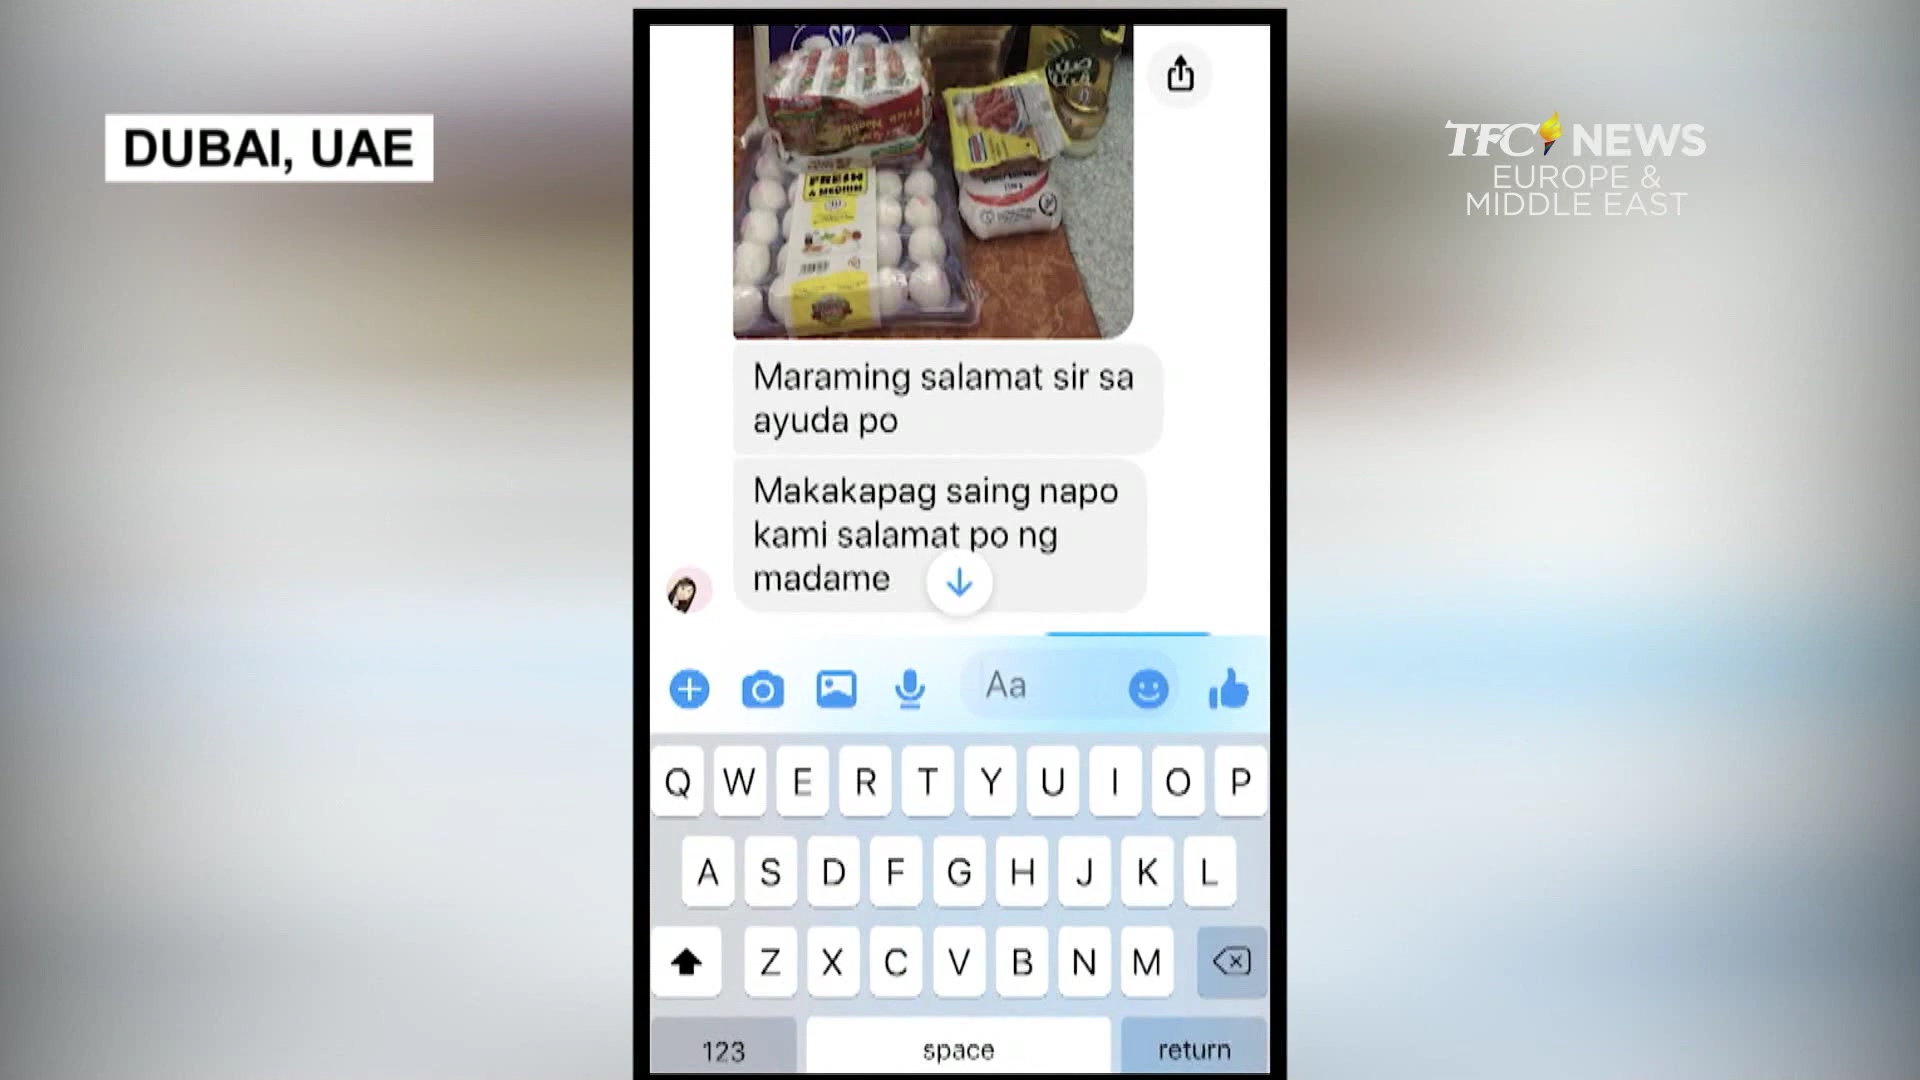 DUBAI, UAE
TFC NEWS
EUROPE &
MIDDLE EAST
FRESH
& MEDIUM
Maraming salamat sir sa
ayuda po
Makakapag saing napo
kami salamat po ng
madame
Aa
Q W E R T Y U I O P
A S D F G H J K L
Z X C V B N M
123 space return